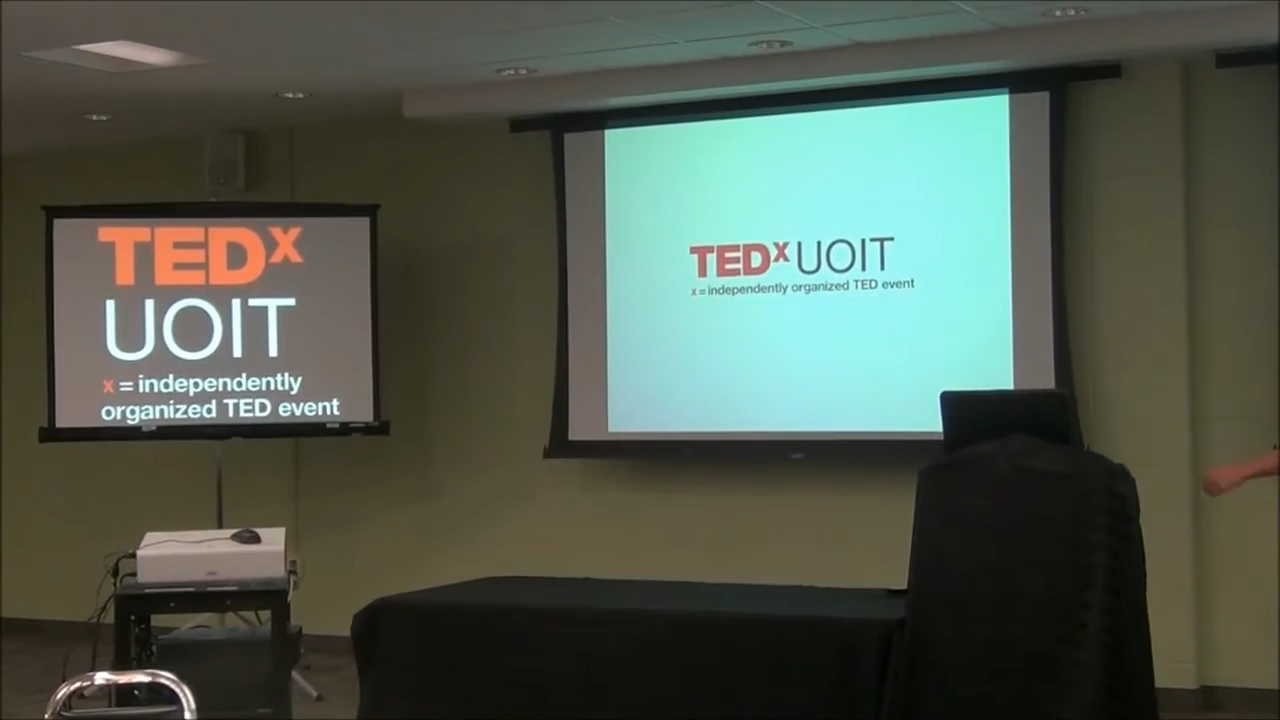 TEDx
UOIT
x = independently
organized TED event
TEDx UOIT
x = independently organized TED event